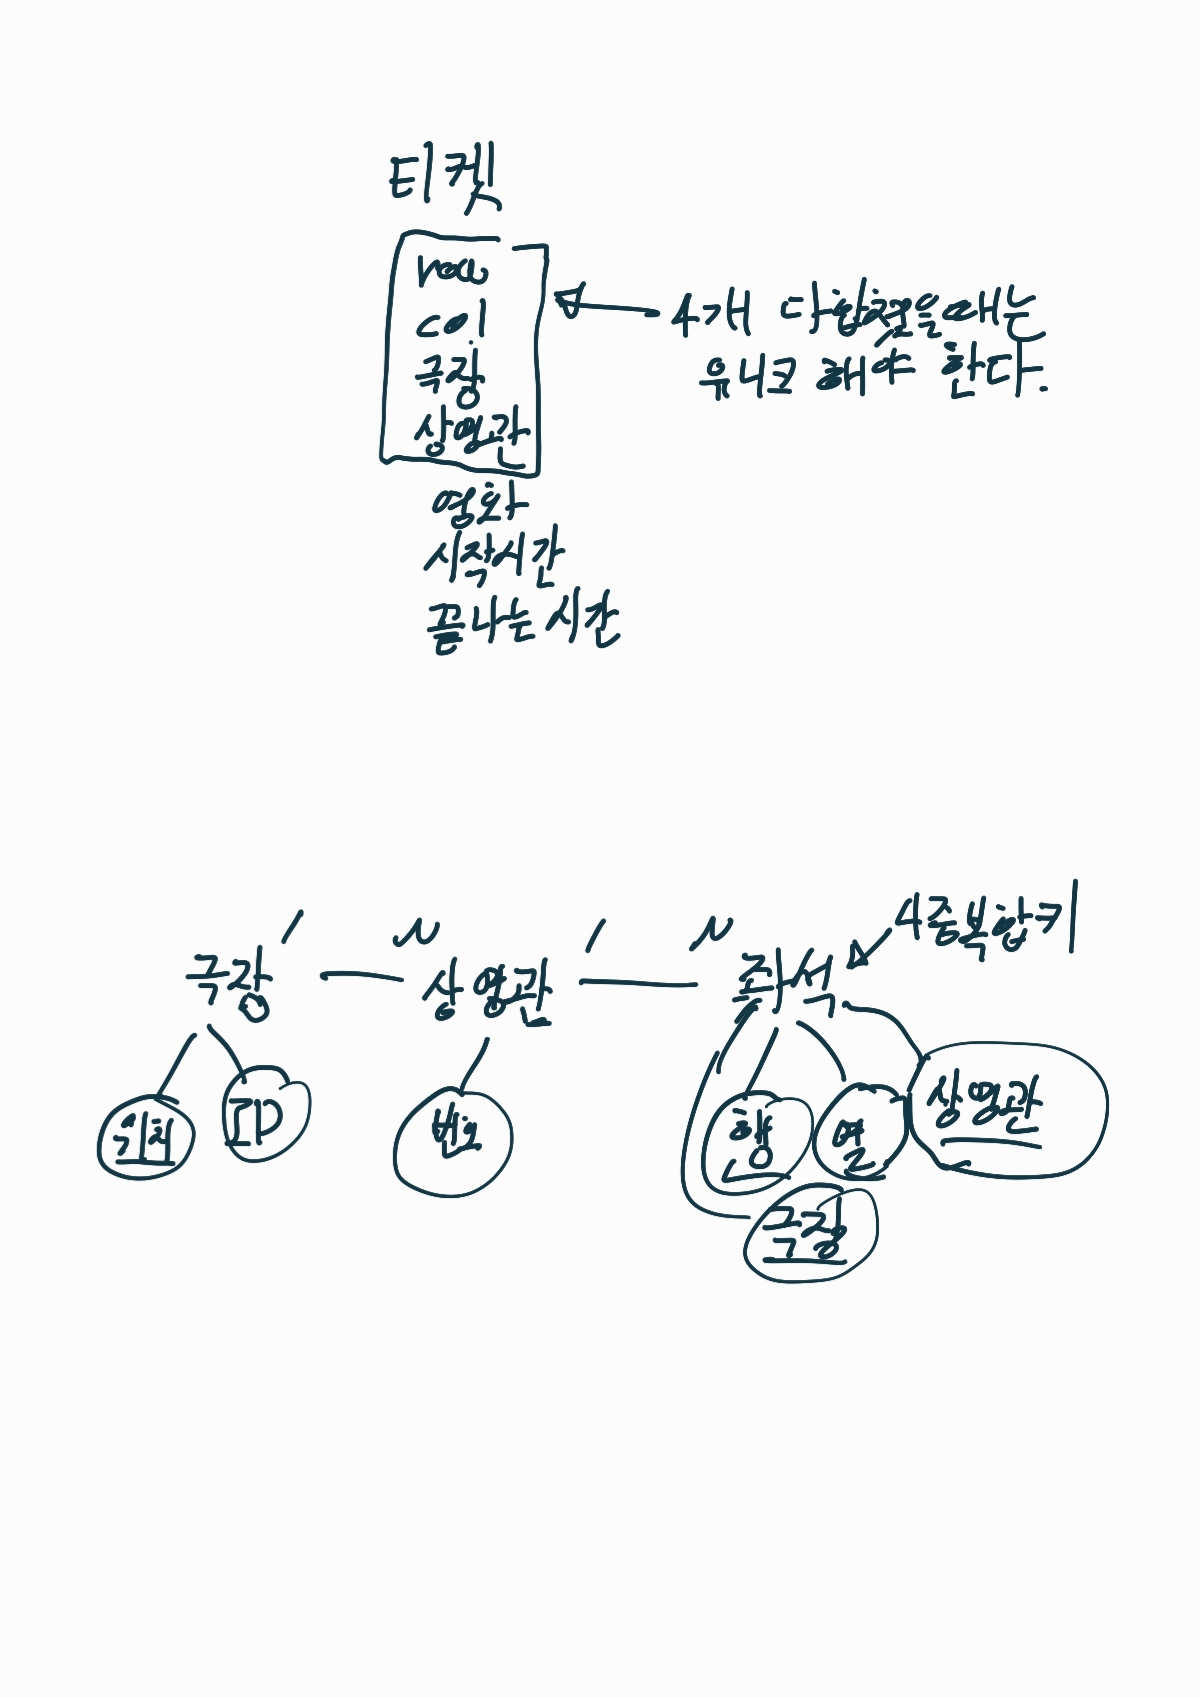 티켓
row
col
극장
상영관
4개 다 합쳤을때는
유니크 해야 한다.
영화
시작시간
끝나는 시간
1 N 1 N
4중복합키
극장 상영관 좌석
위치 ID 번호 행 열 상영관
극장